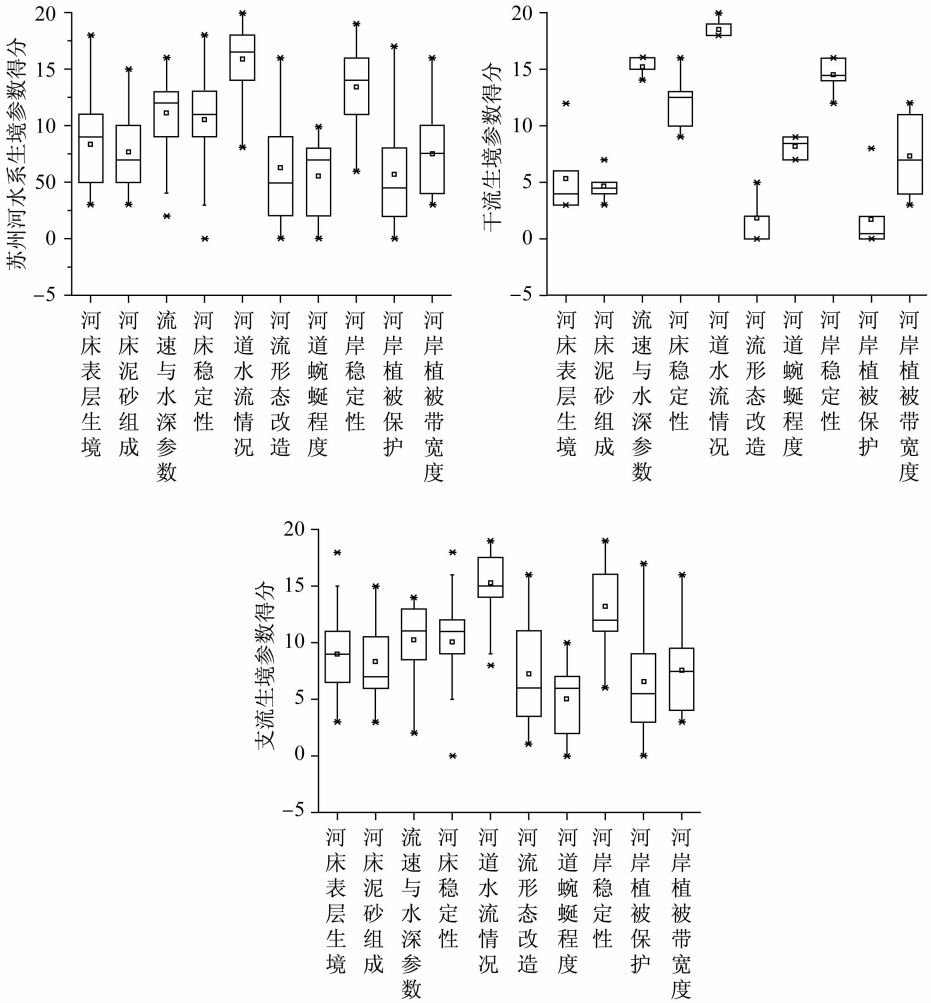 苏州河水系生境参数得分
20
15
10
50
0
−5
河床表层生境
河床泥砂组成
流速与水深参数
河床稳定性
河道水流情况
河流形态改造
河道蜿蜒程度
河岸稳定性
河岸植被保护
河岸植被带宽度
干流生境参数得分
20
15
10
5
0
−5
河床表层生境
河床泥砂组成
流速与水深参数
河床稳定性
河道水流情况
河流形态改造
河道蜿蜒程度
河岸稳定性
河岸植被保护
河岸植被带宽度
支流生境参数得分
20
15
10
5
0
−5
河床表层生境
河床泥砂组成
流速与水深参数
河床稳定性
河道水流情况
河流形态改造
河道蜿蜒程度
河岸稳定性
河岸植被保护
河岸植被带宽度